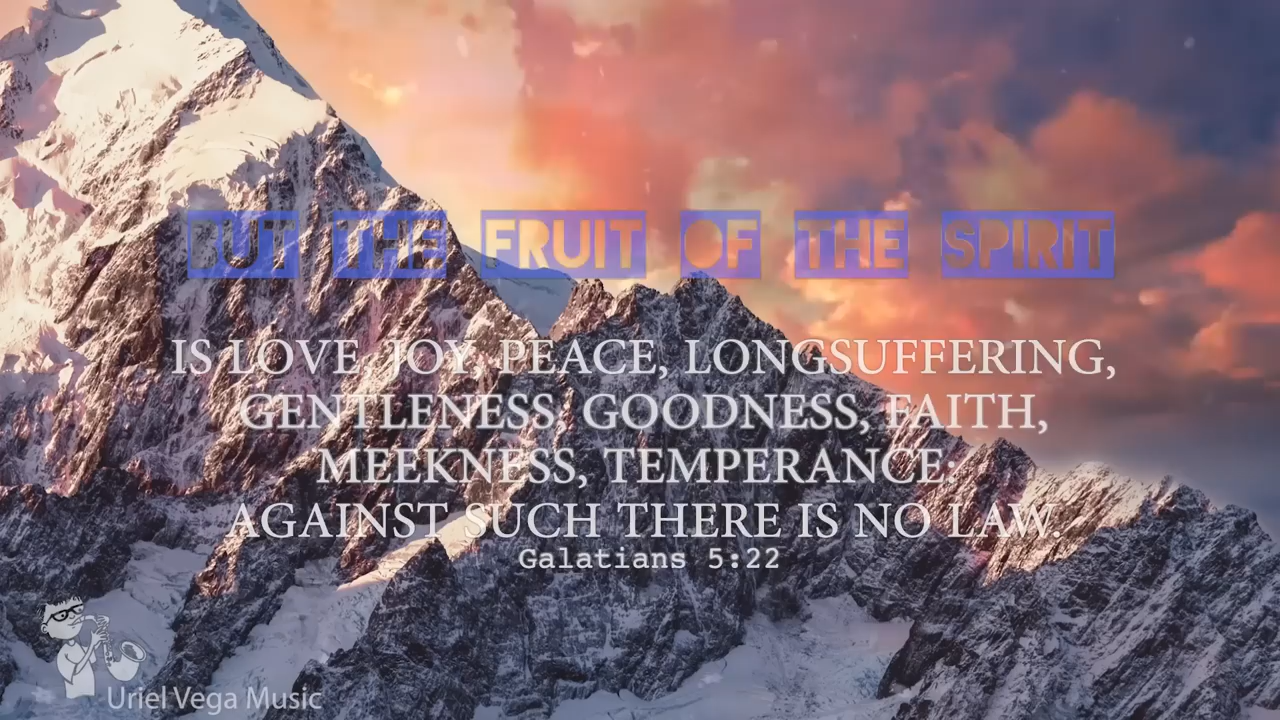 BUT THE FRUIT OF THE SPIRIT
IS LOVE, JOY, PEACE, LONGSUFFERING,
GENTLENESS, GOODNESS, FAITH,
MEEKNESS, TEMPERANCE:
AGAINST SUCH THERE IS NO LAW.
Galatians 5:22
Uriel Vega Music